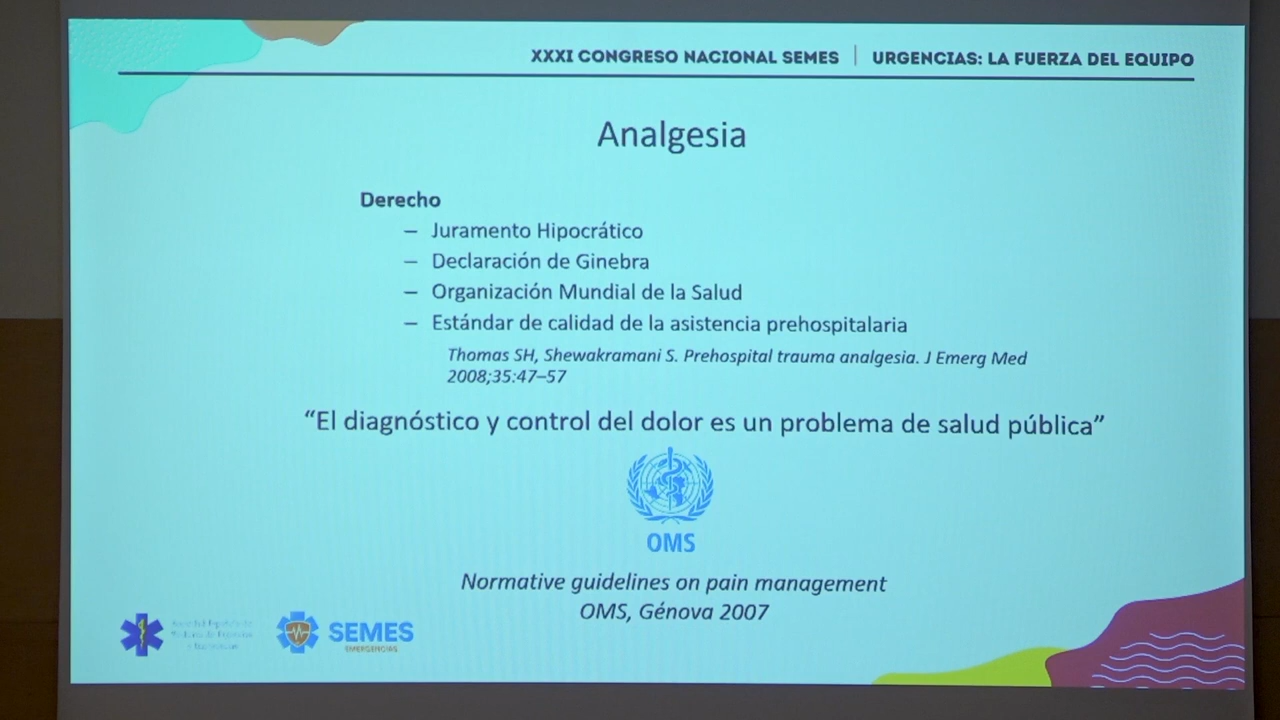 XXXI CONGRESO NACIONAL SEMES | URGENCIAS: LA FUERZA DEL EQUIPO
Analgesia
Derecho
– Juramento Hipocrático
– Declaración de Ginebra
– Organización Mundial de la Salud
– Estándar de calidad de la asistencia prehospitalaria
Thomas SH, Shewakramani S. Prehospital trauma analgesia. J Emerg Med
2008;35:47–57
“El diagnóstico y control del dolor es un problema de salud pública”
OMS
Normative guidelines on pain management
OMS, Génova 2007
SEMES
EMERGENCIAS